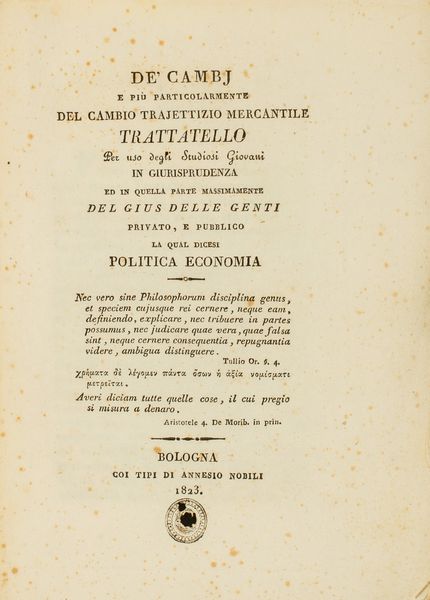 DE' CAMBJ
E PIÙ PARTICOLARMENTE
DEL CAMBIO TRAJETTIZIO MERCANTILE
TRATTATELLO
Per uso degli Studiosi Giovani
IN GIURISPRUDENZA
ED IN QUELLA PARTE MASSIMAMENTE
DEL GIUS DELLE GENTI
PRIVATO, E PUBBLICO
LA QUAL DICESI
POLITICA ECONOMIA
Nec vero sine Philosophorum disciplina genus,
et speciem cujusque rei cernere, neque eam,
definiendo, explicare, nec tribuere in partes
possumus, nec judicare quae vera, quae falsa
sint, neque cernere consequentia, repugnantia
videre, ambigua distinguere.
Tullio Or. §. 4.
χρήματα δὲ λέγομεν πάντα ὅσων ἡ ἀξία νομίσματι
μετρεῖται.
Averi diciam tutte quelle cose, il cui pregio
si misura a denaro.
Aristotele 4. De Morib. in prin.
BOLOGNA
COI TIPI DI ANNESIO NOBILI
1823.